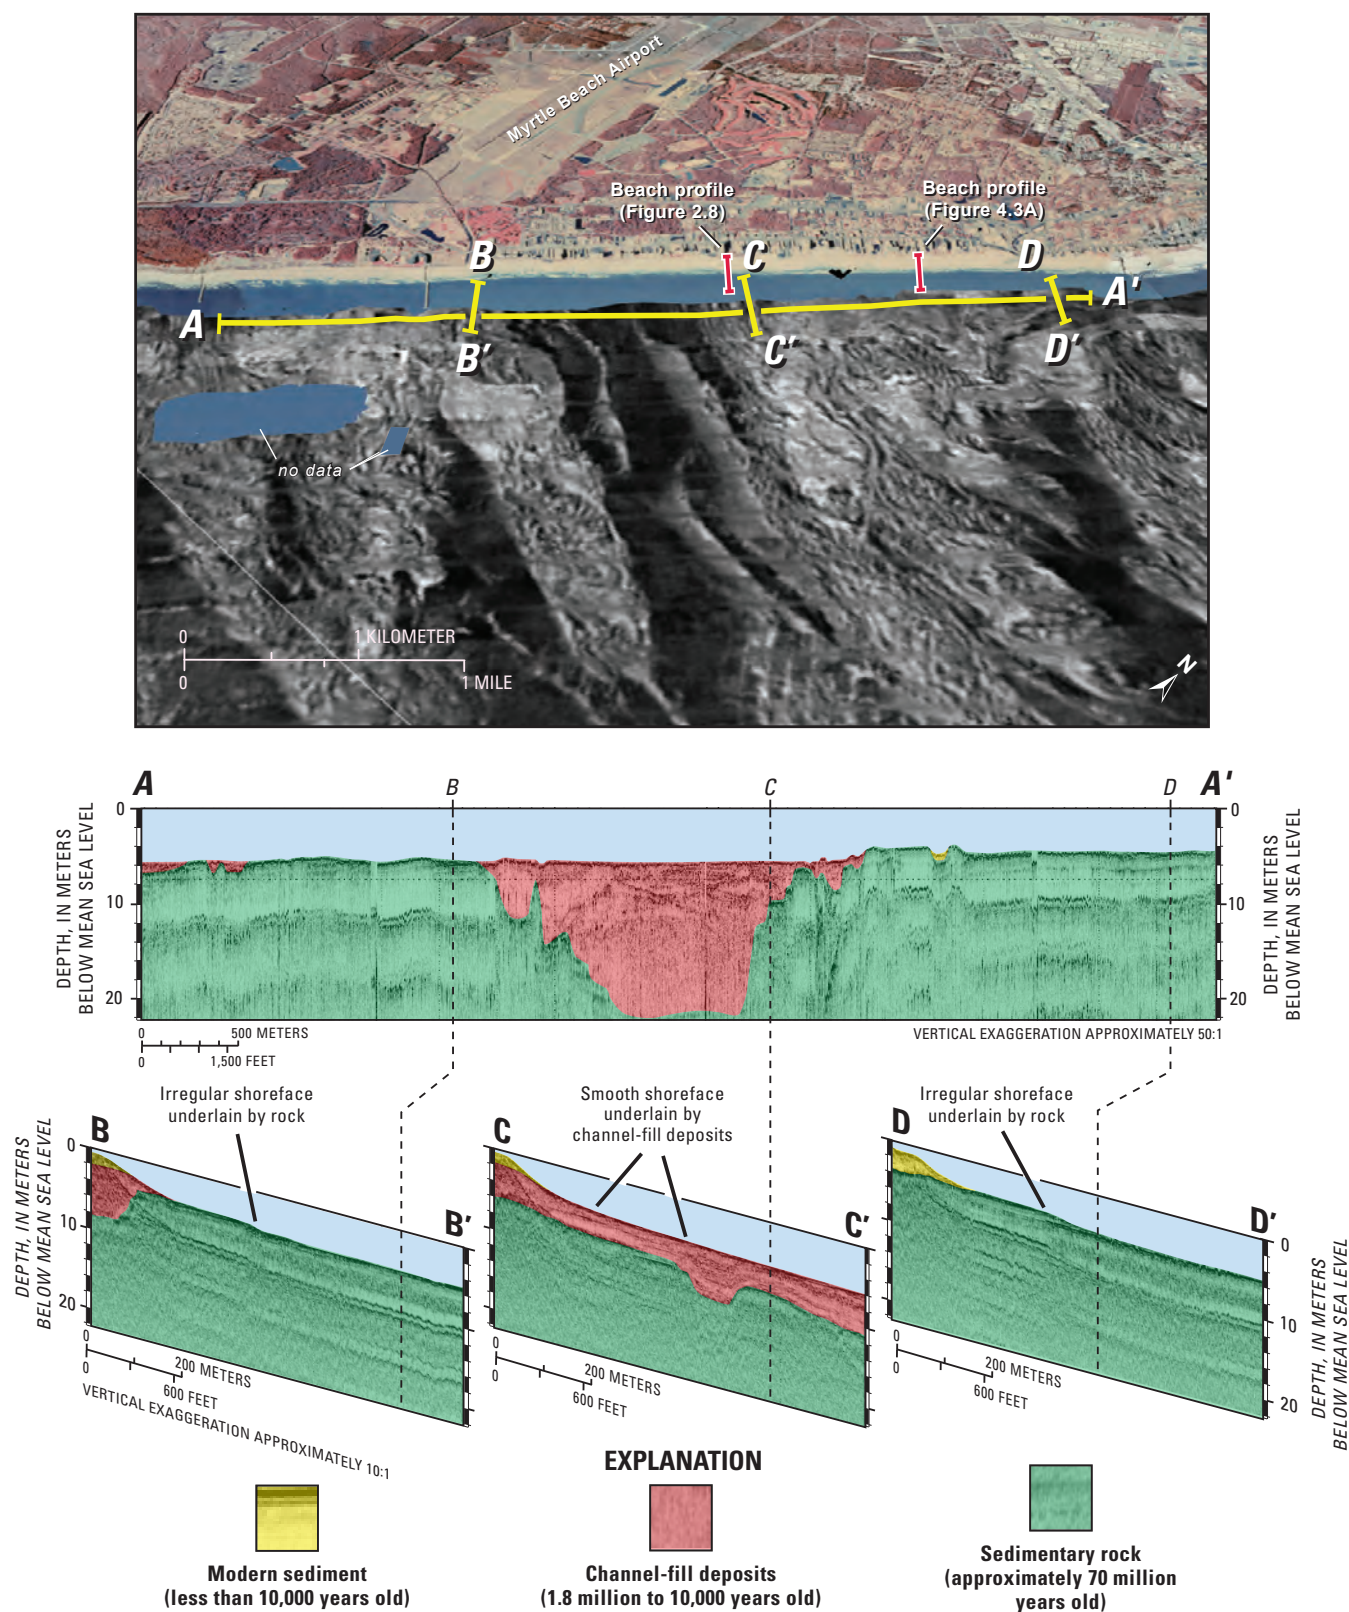 Myrtle Beach Airport
Beach profile
(Figure 2.8)
Beach profile
(Figure 4.3A)
B
C
D
A
A'
B'
C'
D'
no data
0
1 KILOMETER
0
1 MILE
N
A
B
C
D
A'
DEPTH, IN METERS
BELOW MEAN SEA LEVEL
0
10
20
0
10
20
DEPTH, IN METERS
BELOW MEAN SEA LEVEL
0
500 METERS
0
1,500 FEET
VERTICAL EXAGGERATION APPROXIMATELY 50:1
Irregular shoreface
underlain by rock
Smooth shoreface
underlain by
channel-fill deposits
Irregular shoreface
underlain by rock
DEPTH, IN METERS
BELOW MEAN SEA LEVEL
0
10
20
B
B'
0
200 METERS
0
600 FEET
VERTICAL EXAGGERATION APPROXIMATELY 10:1
C
C'
0
200 METERS
0
600 FEET
D
D'
0
10
20
0
200 METERS
0
600 FEET
DEPTH, IN METERS
BELOW MEAN SEA LEVEL
EXPLANATION
Modern sediment
(less than 10,000 years old)
Channel-fill deposits
(1.8 million to 10,000 years old)
Sedimentary rock
(approximately 70 million
years old)